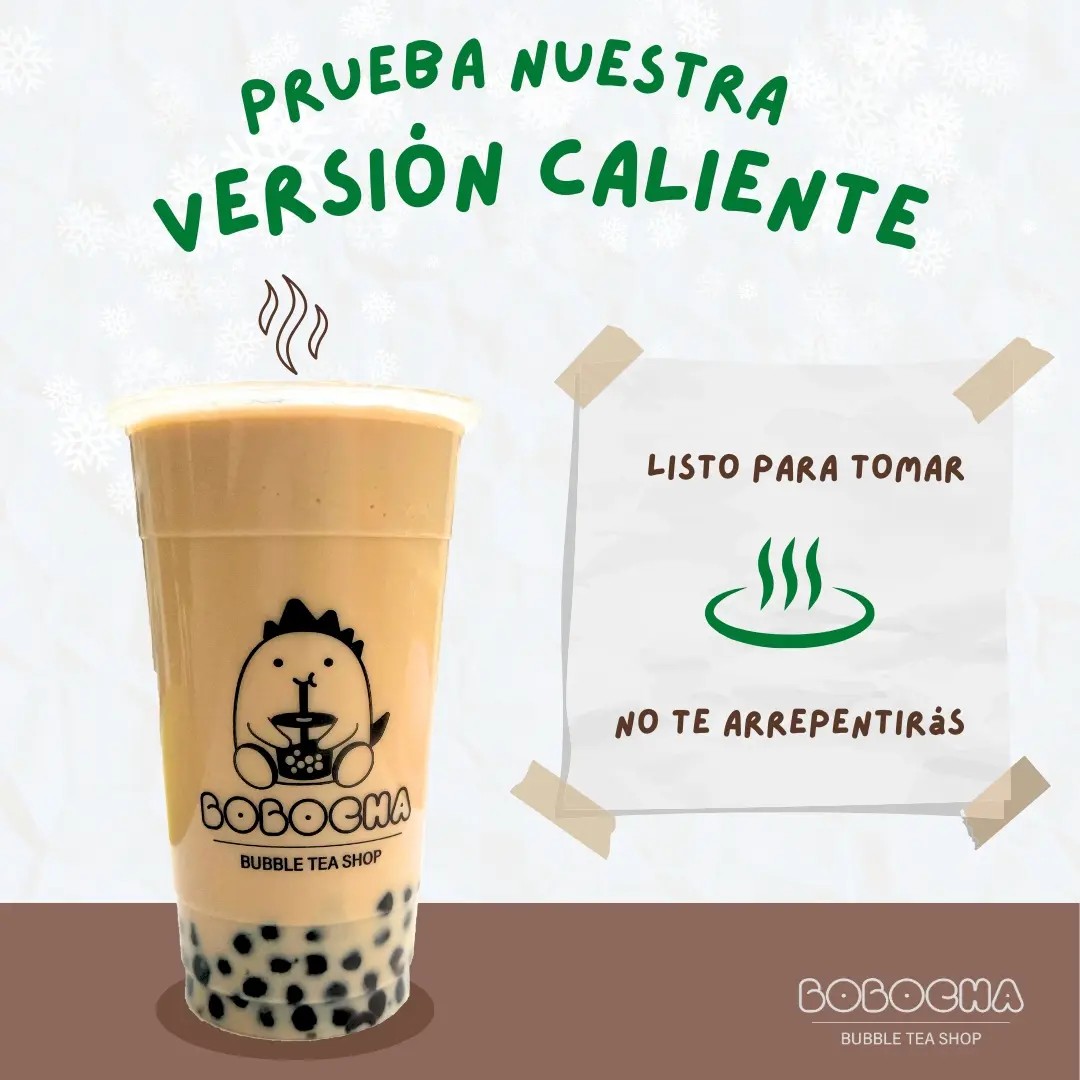 PRUEBA NUESTRA
VERSIÓN CALIENTE
LISTO PARA TOMAR
NO TE ARREPENTIRáS
BOBOCHA
BUBBLE TEA SHOP
BOBOCHA
BUBBLE TEA SHOP